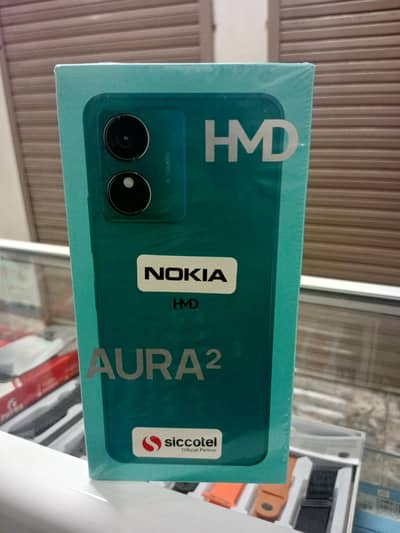 HMD
NOKIA
HMD
AURA²
siccotel
Official Partner